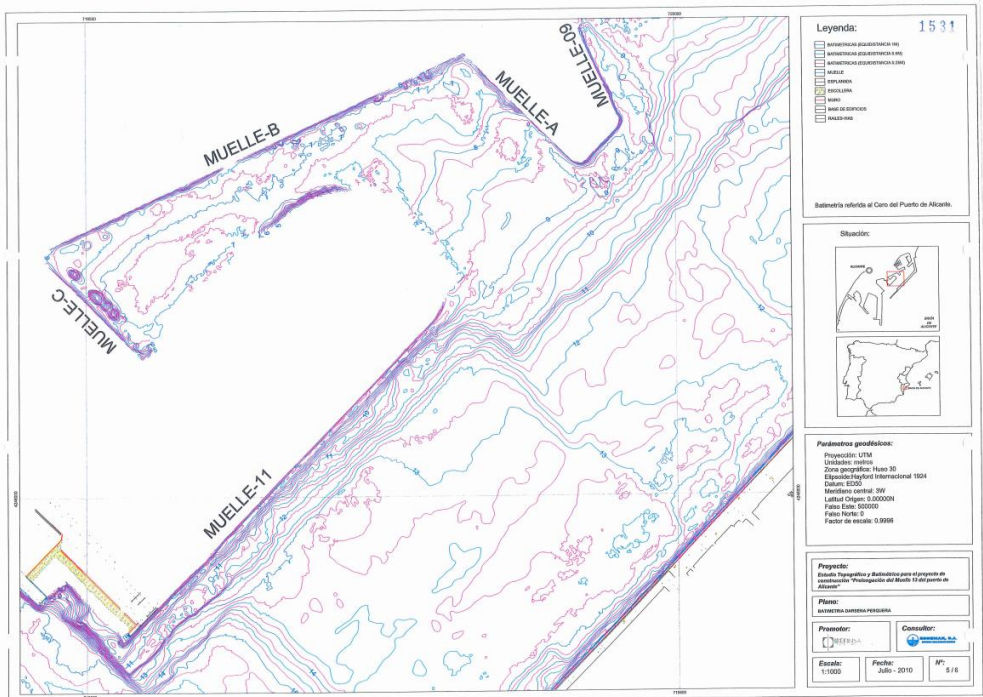 MUELLE-B
MUELLE-A
MUELLE-09
MUELLE-C
MUELLE-11
Leyenda:
1531
BATIMETRICAS (EQUIDISTANCIA 1M)
BATIMETRICAS (EQUIDISTANCIA 0.5M)
BATIMETRICAS (EQUIDISTANCIA 0.25M)
MUELLE
EXPLANADA
ESCOLLERA
MURO
BASE DE EDIFICIOS
RAILES-VIAS
Batimetría referida al Cero del Puerto de Alicante.
Situación:
ALICANTE
Parámetros geodésicos:
Proyección: UTM
Unidades: metros
Zona geográfica: Huso 30
Elipsoide:Hayford Internacional 1924
Datum: ED50
Meridiano central: 3W
Latitud Origen: 0.00000N
Falso Este: 500000
Falso Norte: 0
Factor de escala: 0.9996
Proyecto:
Estudio Topográfico y Batimétrico para el proyecto de
construcción "Prolongación del Muelle 13 del puerto de
Alicante"
Plano:
BATIMETRIA DARSENA PESQUERA
Promotor:
Consultor:
Escala:
1:1000
Fecha:
Julio - 2010
Nº:
5 / 6